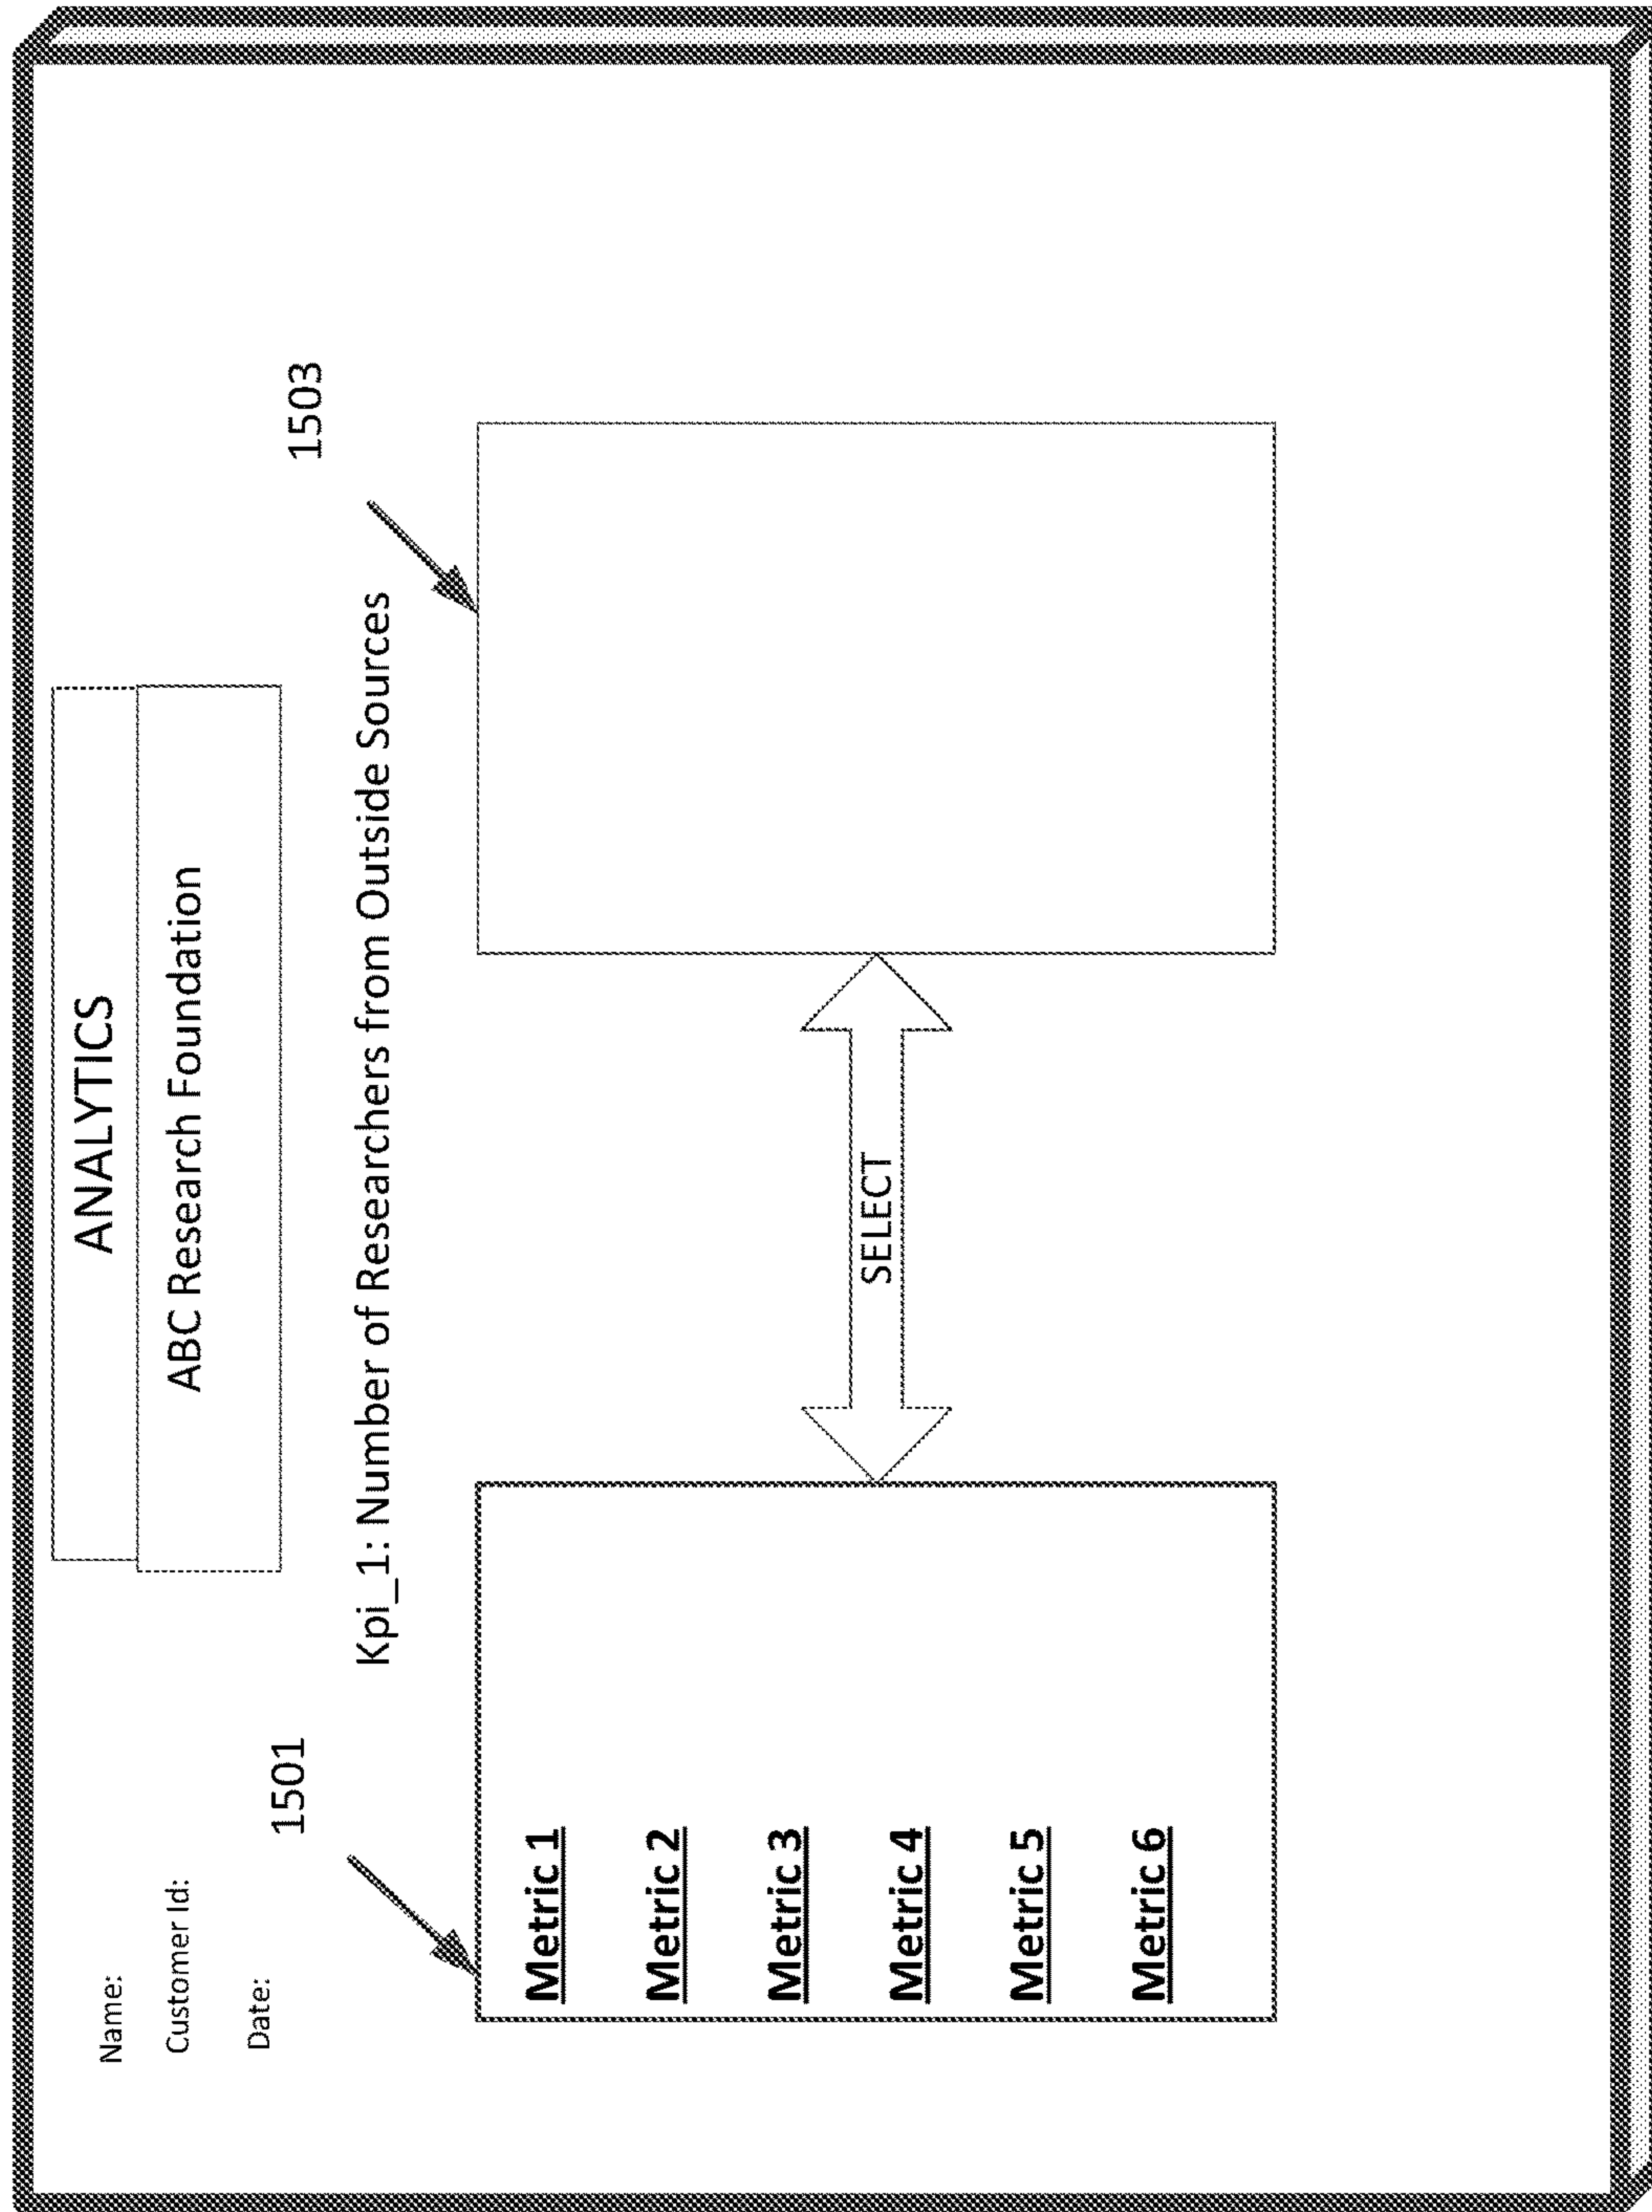 ANALYTICS
ABC Research Foundation
Name:
Customer Id:
Date:
Kpi_1: Number of Researchers from Outside Sources
1501
1503
Metric 1
Metric 2
Metric 3
Metric 4
Metric 5
Metric 6
SELECT